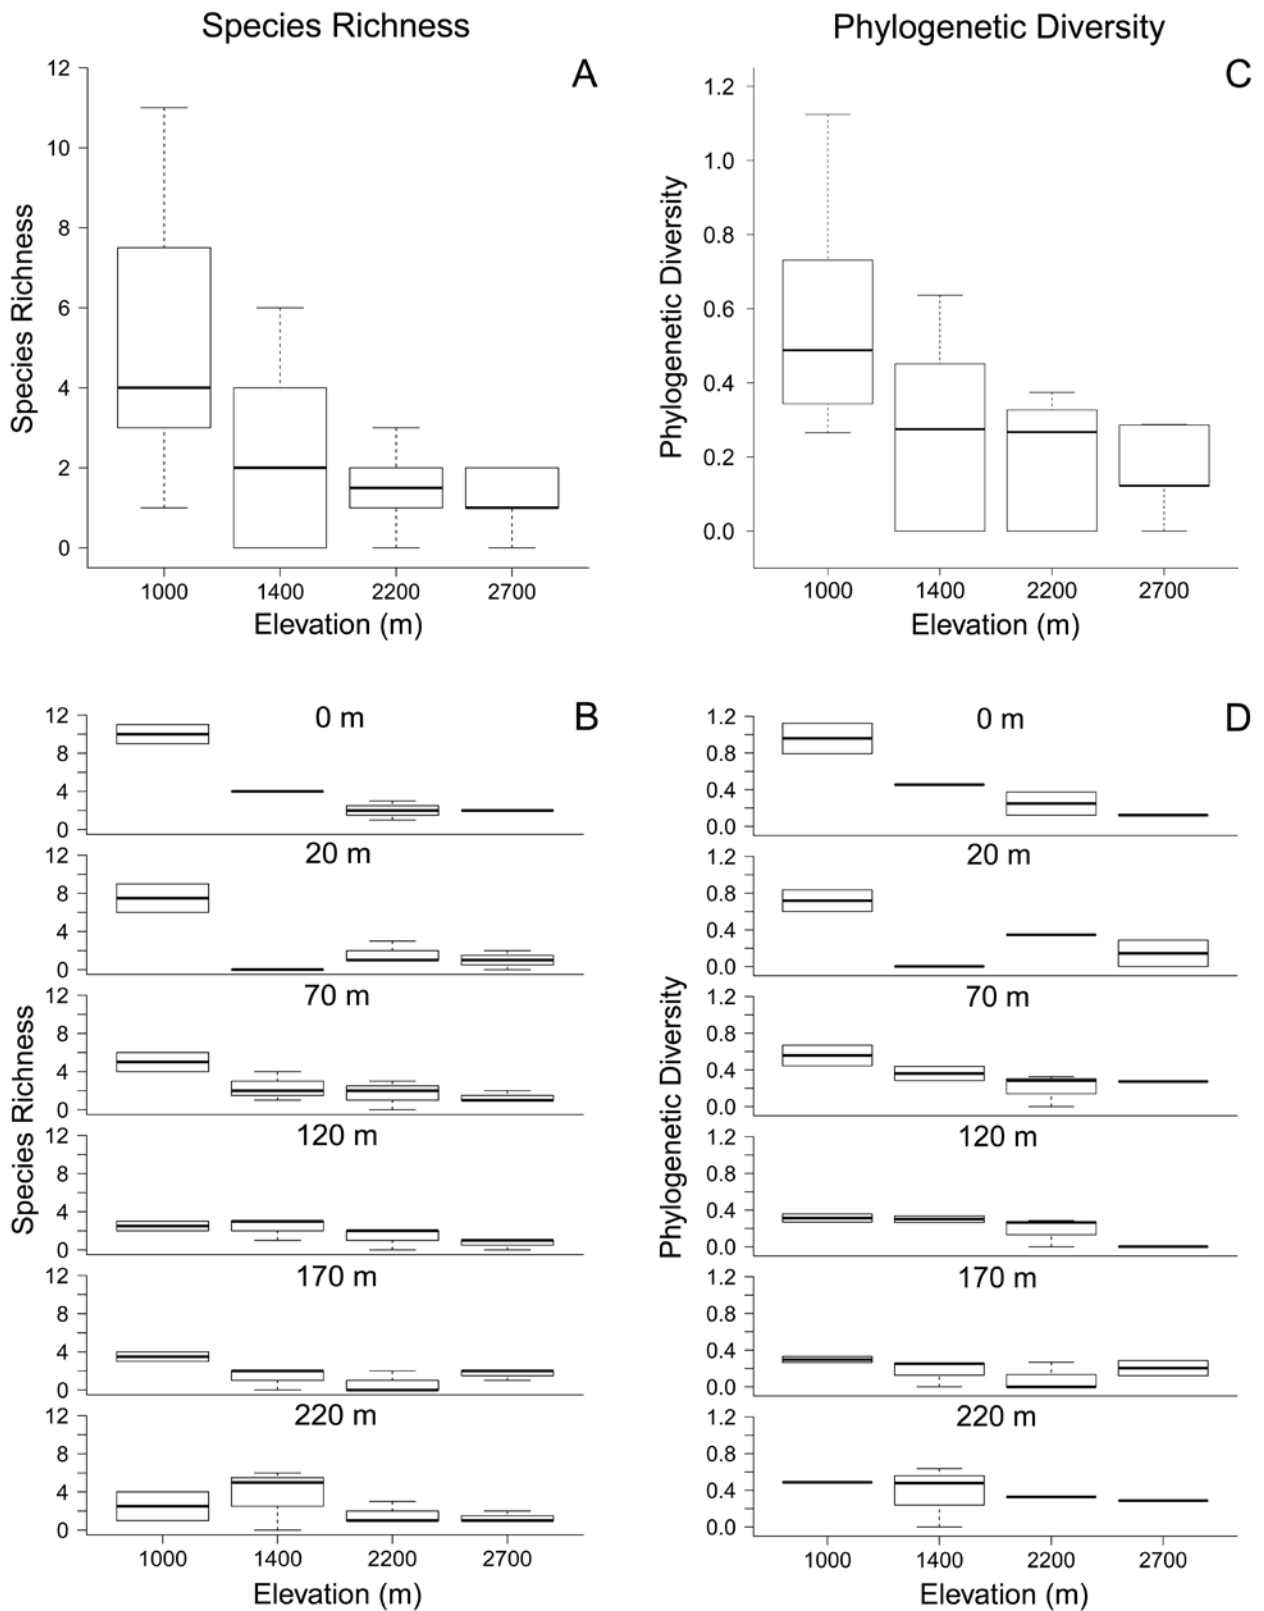 Species Richness
A
12
10
8
6
4
2
0
Species Richness
1000 1400 2200 2700
Elevation (m)
Phylogenetic Diversity
C
1.2
1.0
0.8
0.6
0.4
0.2
0.0
Phylogenetic Diversity
1000 1400 2200 2700
Elevation (m)
B
Species Richness
0 m
12
8
4
0
20 m
12
8
4
0
70 m
12
8
4
0
120 m
12
8
4
0
170 m
12
8
4
0
220 m
12
8
4
0
1000 1400 2200 2700
Elevation (m)
D
Phylogenetic Diversity
0 m
1.2
0.8
0.4
0.0
20 m
1.2
0.8
0.4
0.0
70 m
1.2
0.8
0.4
0.0
120 m
1.2
0.8
0.4
0.0
170 m
1.2
0.8
0.4
0.0
220 m
1.2
0.8
0.4
0.0
1000 1400 2200 2700
Elevation (m)